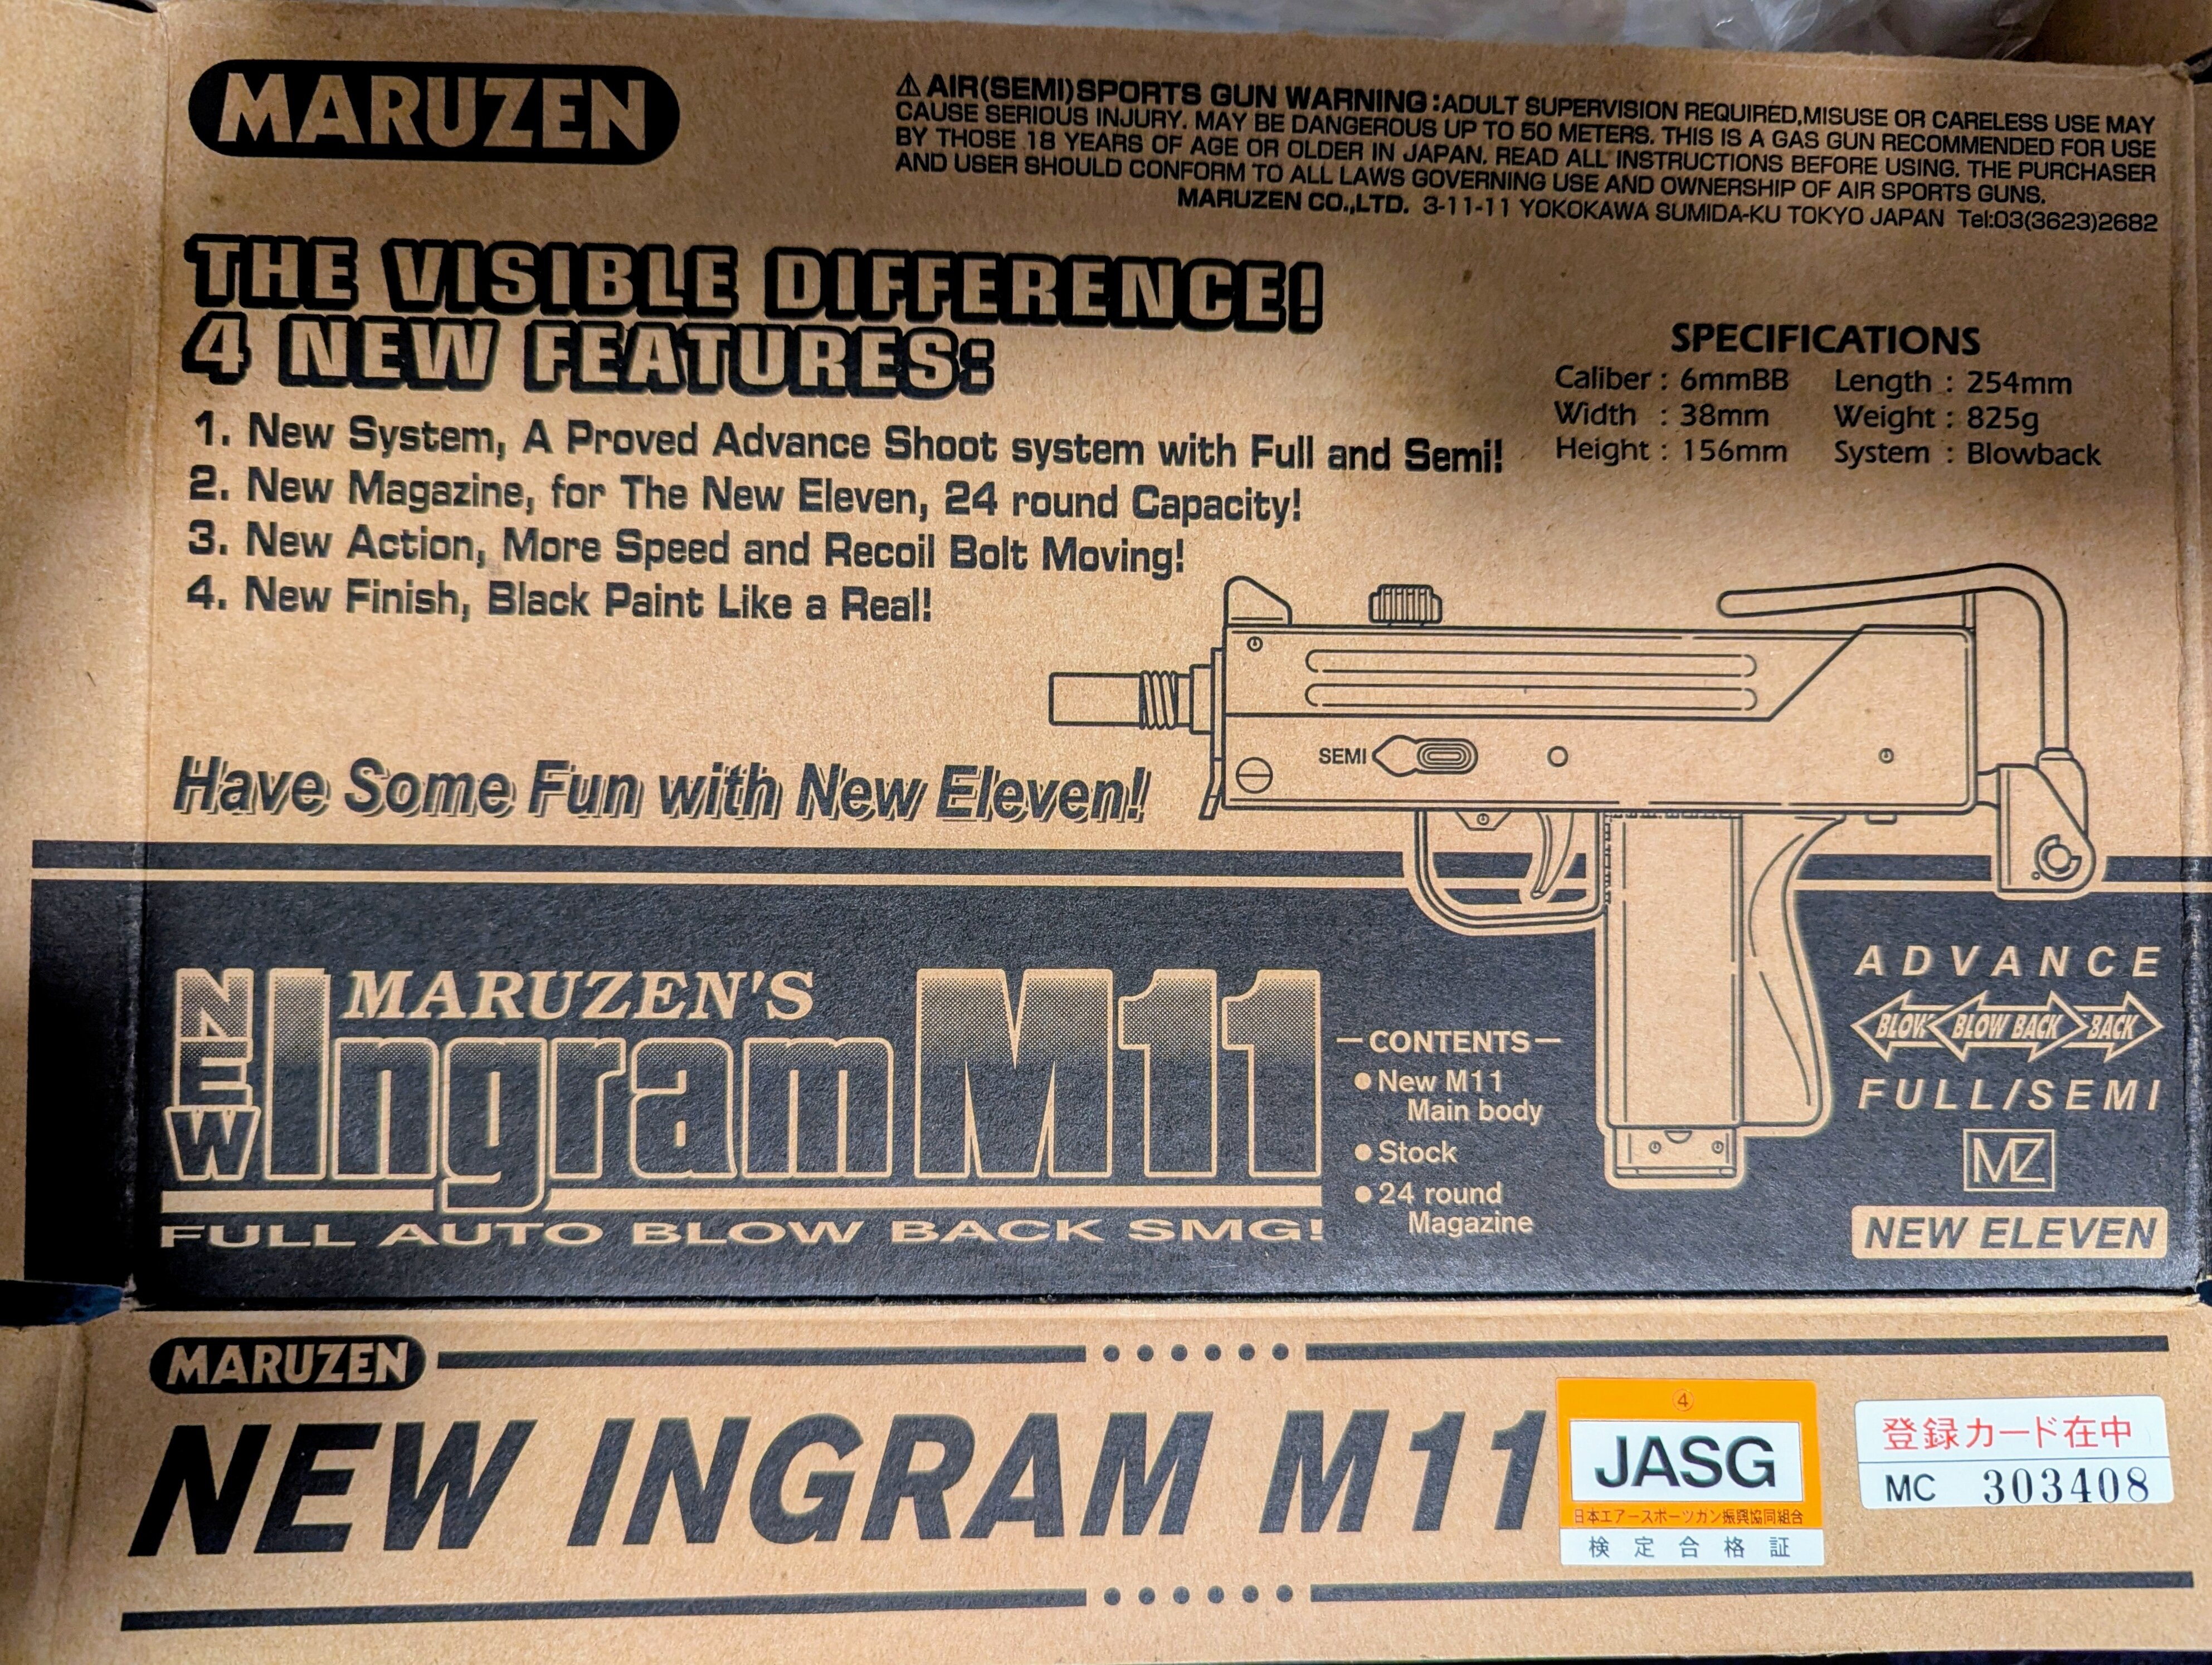 MARUZEN
⚠ AIR(SEMI)SPORTS GUN WARNING:ADULT SUPERVISION REQUIRED,MISUSE OR CARELESS USE MAY
CAUSE SERIOUS INJURY. MAY BE DANGEROUS UP TO 50 METERS. THIS IS A GAS GUN RECOMMENDED FOR USE
BY THOSE 18 YEARS OF AGE OR OLDER IN JAPAN. READ ALL INSTRUCTIONS BEFORE USING. THE PURCHASER
AND USER SHOULD CONFORM TO ALL LAWS GOVERNING USE AND OWNERSHIP OF AIR SPORTS GUNS.
MARUZEN CO.,LTD. 3-11-11 YOKOKAWA SUMIDA-KU TOKYO JAPAN Tel:03(3623)2682
THE VISIBLE DIFFERENCE!
4 NEW FEATURES:
1. New System, A Proved Advance Shoot system with Full and Semi!
2. New Magazine, for The New Eleven, 24 round Capacity!
3. New Action, More Speed and Recoil Bolt Moving!
4. New Finish, Black Paint Like a Real!
SPECIFICATIONS
Caliber : 6mmBB Length : 254mm
Width : 38mm Weight : 825g
Height : 156mm System : Blowback
SEMI
Have Some Fun with New Eleven!
NEW
MARUZEN'S
Ingram M11
FULL AUTO BLOW BACK SMG!
CONTENTS
●New M11
Main body
●Stock
●24 round
Magazine
ADVANCE
BLOW BLOW BACK BACK
FULL/SEMI
MZ
NEW ELEVEN
MARUZEN
NEW INGRAM M11
④
JASG
日本エアースポーツガン振興協同組合
検定合格証
登録カード在中
MC 303408